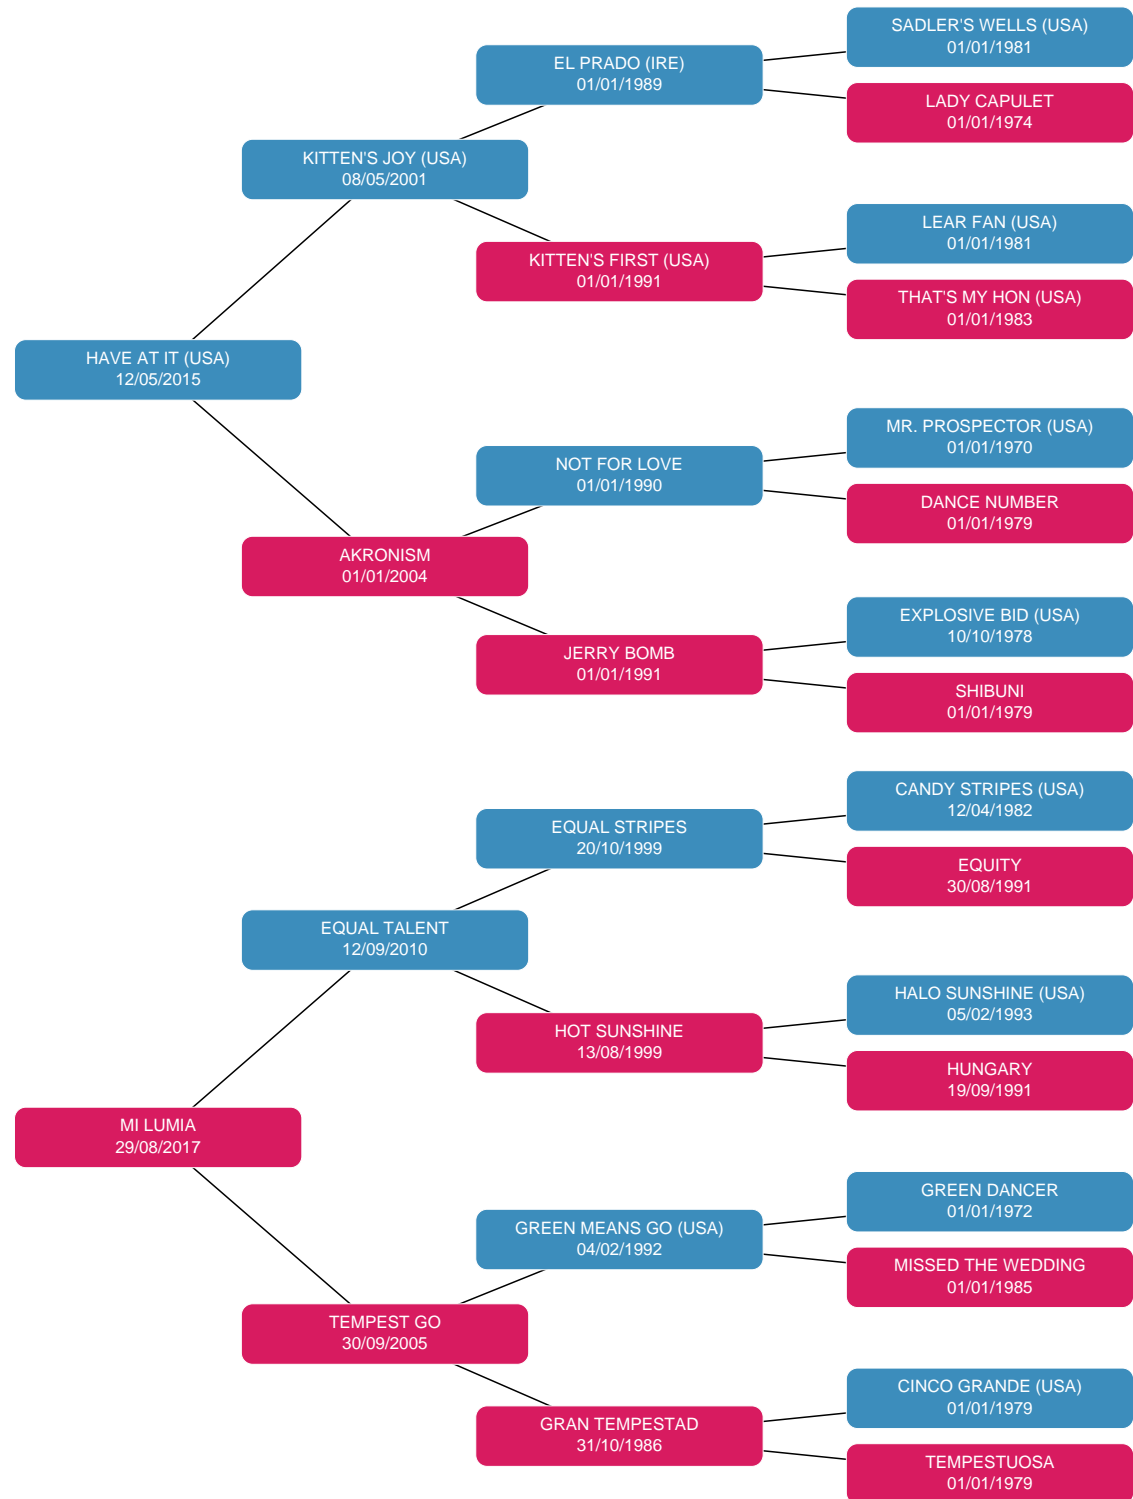 SADLER'S WELLS (USA)
01/01/1981
EL PRADO (IRE)
01/01/1989
LADY CAPULET
01/01/1974
KITTEN'S JOY (USA)
08/05/2001
LEAR FAN (USA)
01/01/1981
KITTEN'S FIRST (USA)
01/01/1991
THAT'S MY HON (USA)
01/01/1983
HAVE AT IT (USA)
12/05/2015
MR. PROSPECTOR (USA)
01/01/1970
NOT FOR LOVE
01/01/1990
DANCE NUMBER
01/01/1979
AKRONISM
01/01/2004
EXPLOSIVE BID (USA)
10/10/1978
JERRY BOMB
01/01/1991
SHIBUNI
01/01/1979
CANDY STRIPES (USA)
12/04/1982
EQUAL STRIPES
20/10/1999
EQUITY
30/08/1991
EQUAL TALENT
12/09/2010
HALO SUNSHINE (USA)
05/02/1993
HOT SUNSHINE
13/08/1999
HUNGARY
19/09/1991
MI LUMIA
29/08/2017
GREEN DANCER
01/01/1972
GREEN MEANS GO (USA)
04/02/1992
MISSED THE WEDDING
01/01/1985
TEMPEST GO
30/09/2005
CINCO GRANDE (USA)
01/01/1979
GRAN TEMPESTAD
31/10/1986
TEMPESTUOSA
01/01/1979